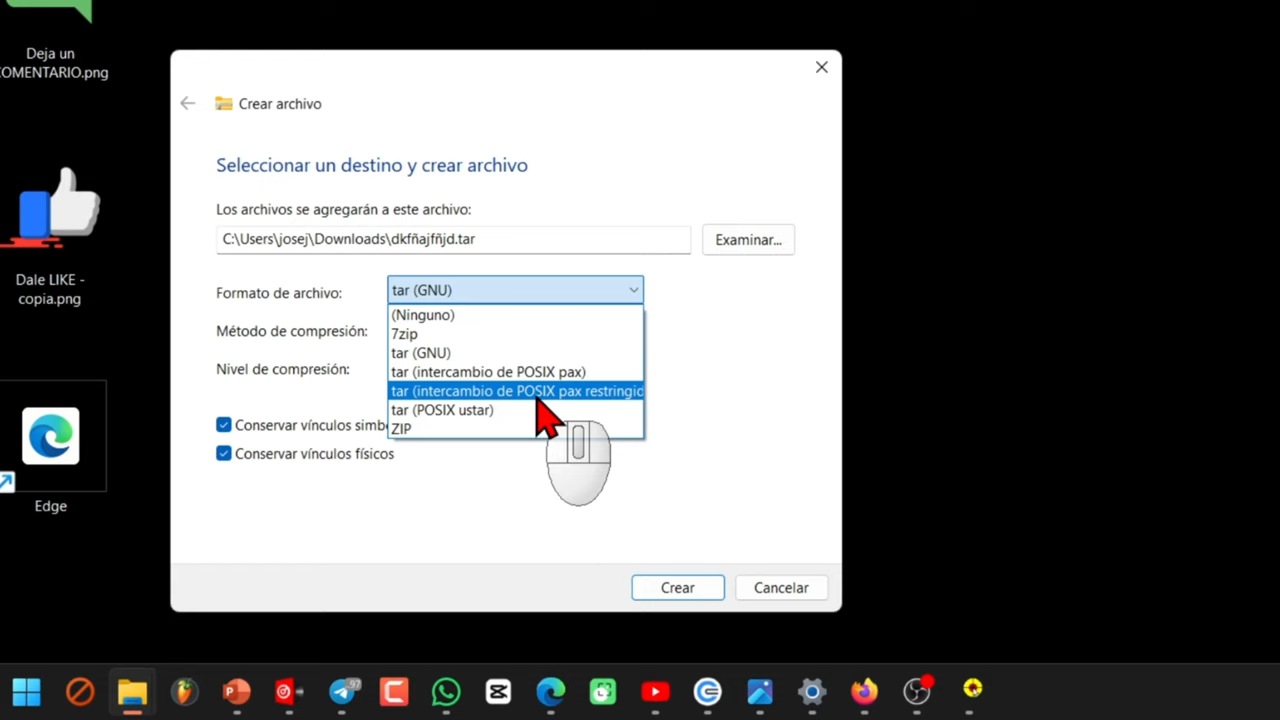 Deja un
COMENTARIO.png
Crear archivo
Seleccionar un destino y crear archivo
Los archivos se agregarán a este archivo:
C:\Users\josej\Downloads\dkfñajfñjd.tar
Examinar...
Formato de archivo:
tar (GNU)
(Ninguno)
7zip
tar (GNU)
tar (intercambio de POSIX pax)
tar (intercambio de POSIX pax restringid
tar (POSIX ustar)
ZIP
Método de compresión:
Nivel de compresión:
Conservar vínculos simb
Conservar vínculos físicos
Dale LIKE -
copia.png
Edge
Crear
Cancelar
97